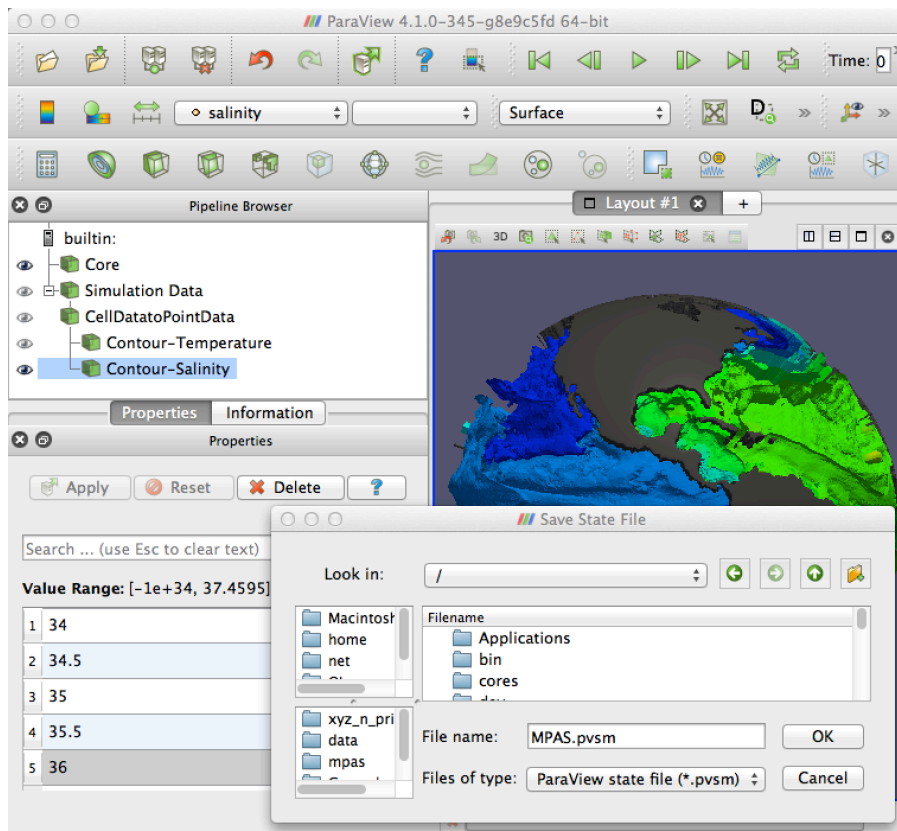 ParaView 4.1.0-345-g8e9c5fd 64-bit
Time: 0
salinity
Surface
Pipeline Browser
Layout #1
+
builtin:
3D
Core
Simulation Data
CellDatatoPointData
Contour-Temperature
Contour-Salinity
Properties Information
Properties
Apply Reset Delete ?
Search ... (use Esc to clear text)
Value Range: [-1e+34, 37.4595]
1 34
2 34.5
3 35
4 35.5
5 36
Save State File
Look in: /
Macintosh
home
net
Filename
Applications
bin
cores
xyz_n_pri
data
mpas
File name: MPAS.pvsm OK
Files of type: ParaView state file (*.pvsm) Cancel